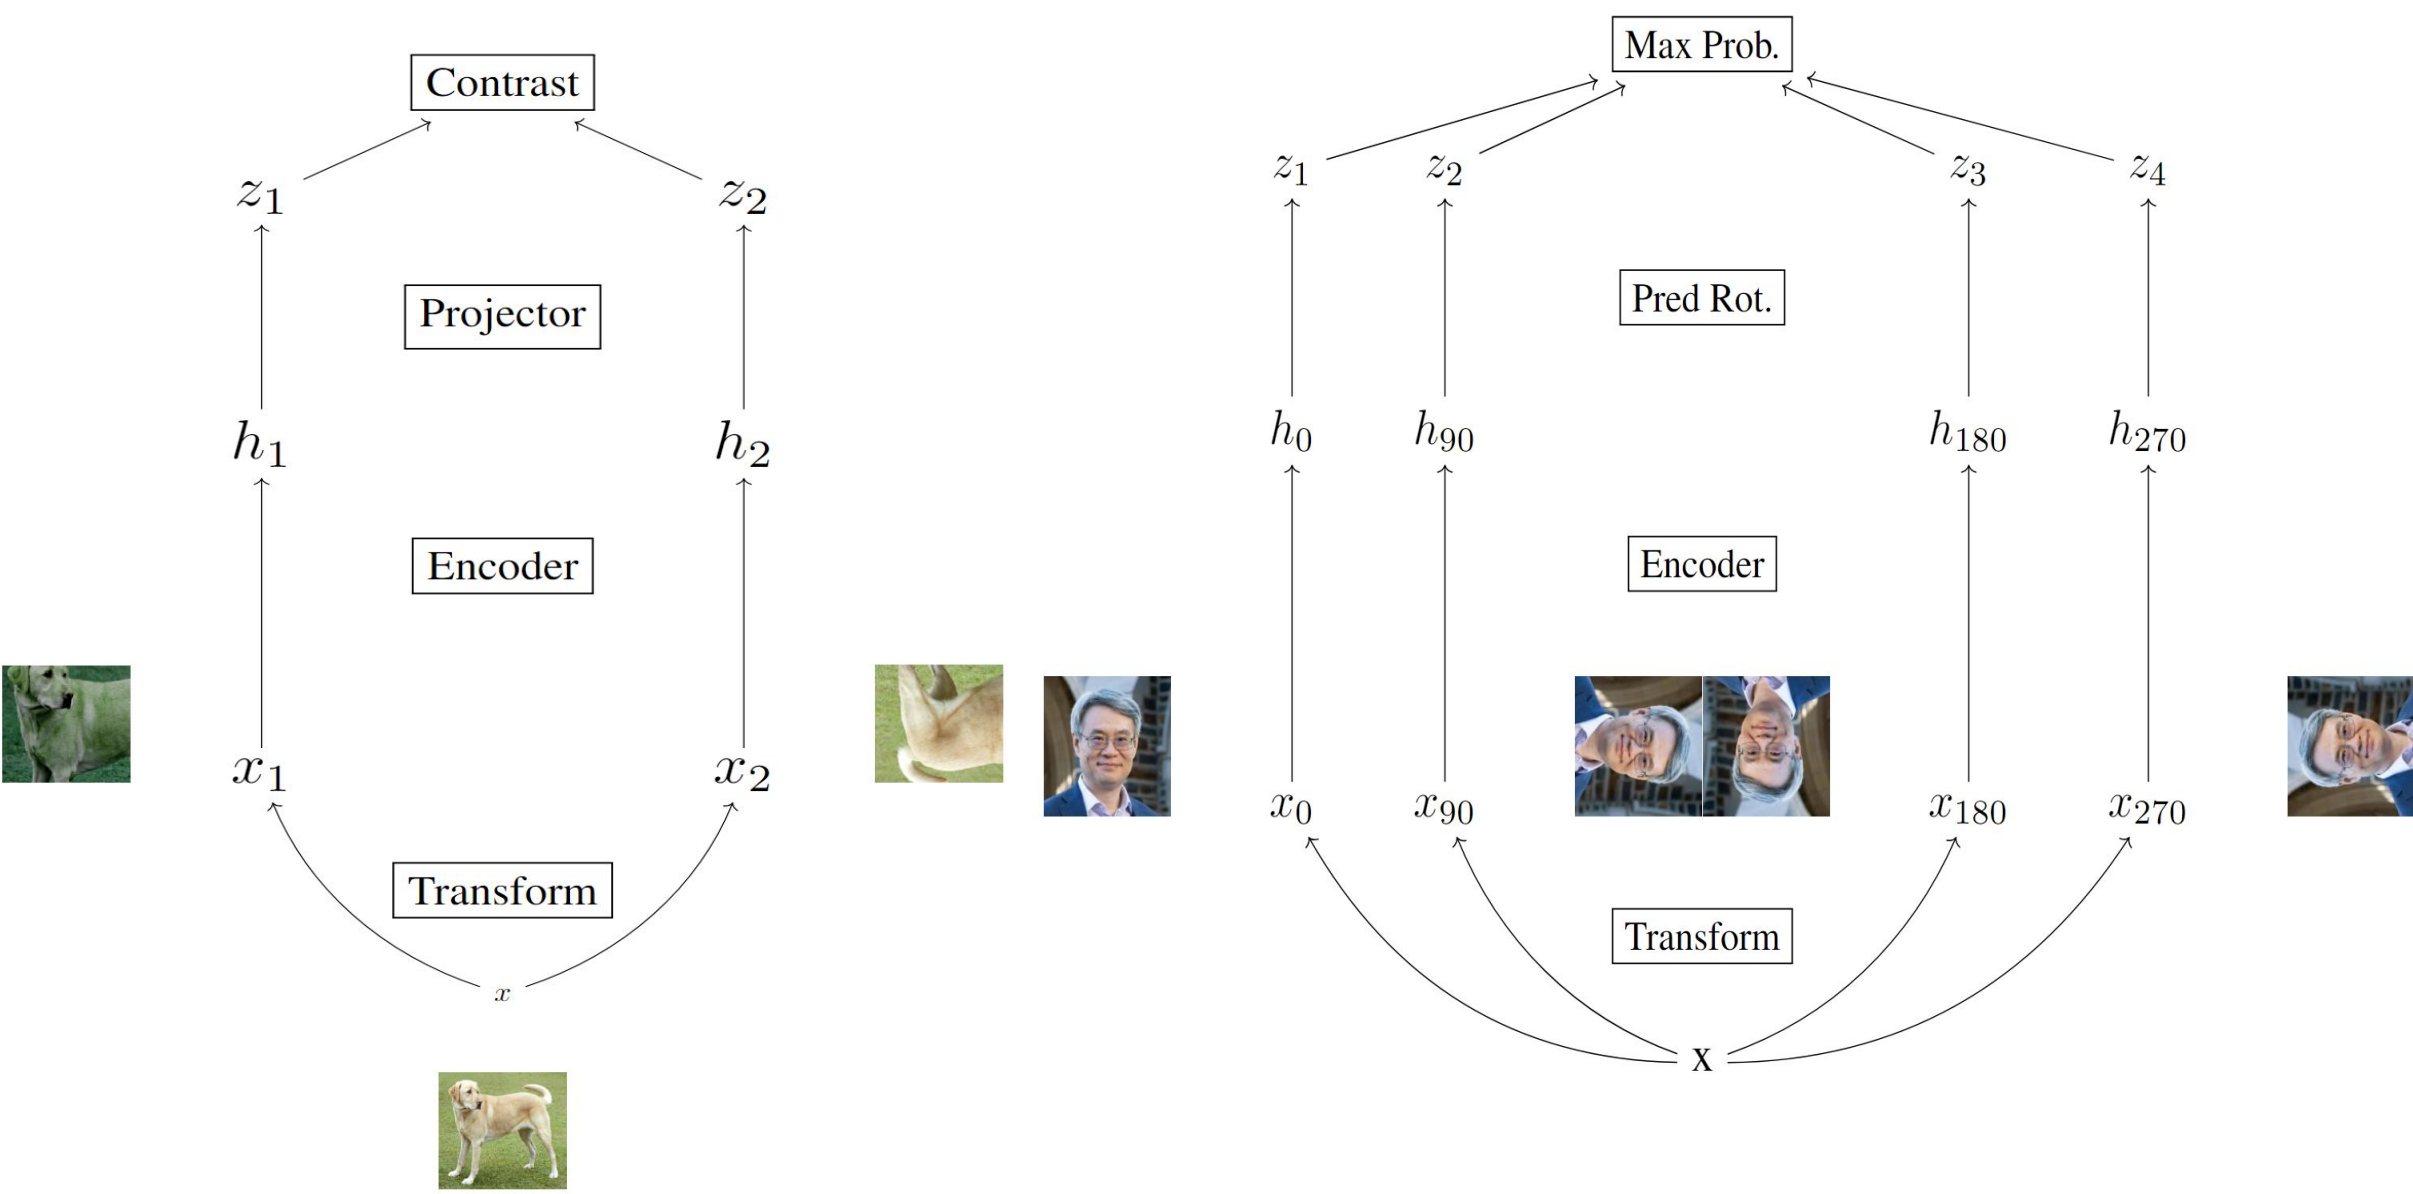 Contrast
z1 z2
Projector
h1 h2
Encoder
x1 x2
Transform
x
Max Prob.
z1 z2 z3 z4
Pred Rot.
h0 h90 h180 h270
Encoder
x0 x90 x180 x270
Transform
x